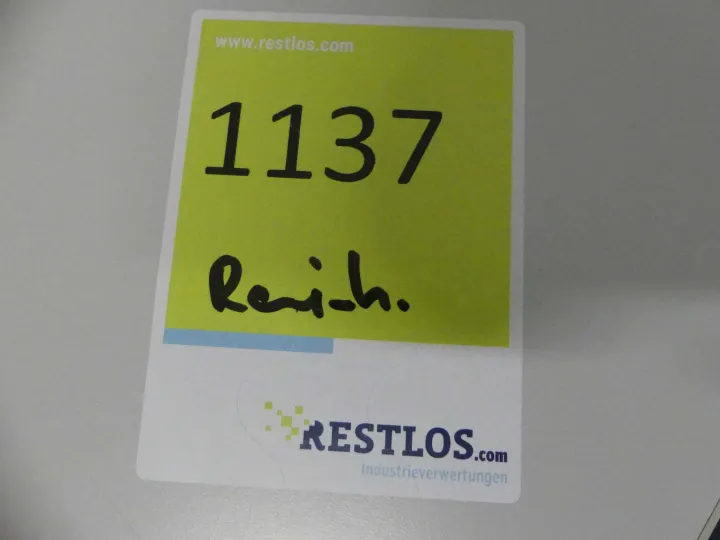 www.restlos.com
1137
RESTLOS.com
Industrieverwertungen